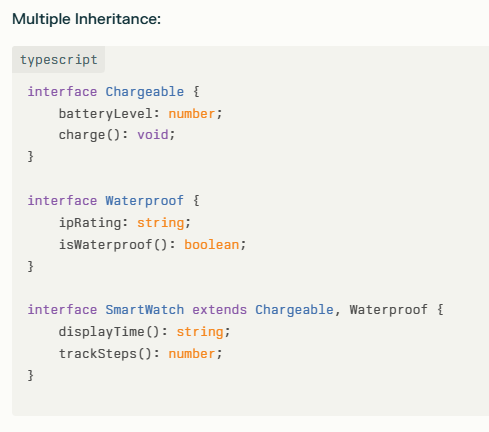 Multiple Inheritance:
typescript
interface Chargeable {
    batteryLevel: number;
    charge(): void;
}
interface Waterproof {
    ipRating: string;
    isWaterproof(): boolean;
}
interface SmartWatch extends Chargeable, Waterproof {
    displayTime(): string;
    trackSteps(): number;
}